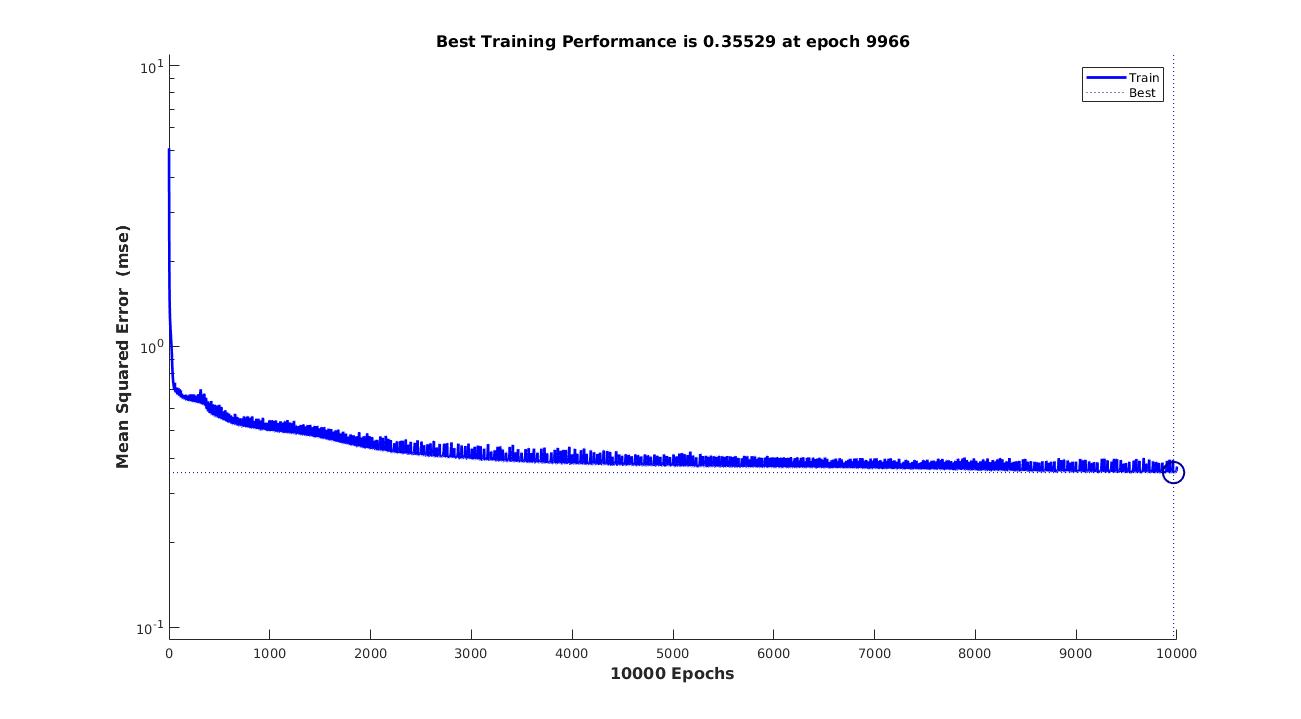 Best Training Performance is 0.35529 at epoch 9966
Train
Best
Mean Squared Error (mse)
10^1
10^0
10^-1
0 1000 2000 3000 4000 5000 6000 7000 8000 9000 10000
10000 Epochs